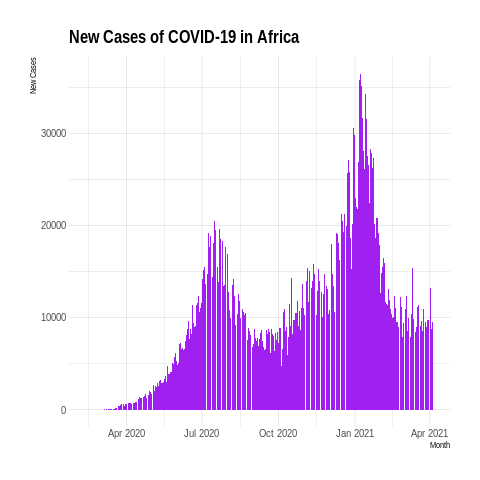 New Cases of COVID-19 in Africa
New Cases
30000
20000
10000
0
Apr 2020 Jul 2020 Oct 2020 Jan 2021 Apr 2021
Month